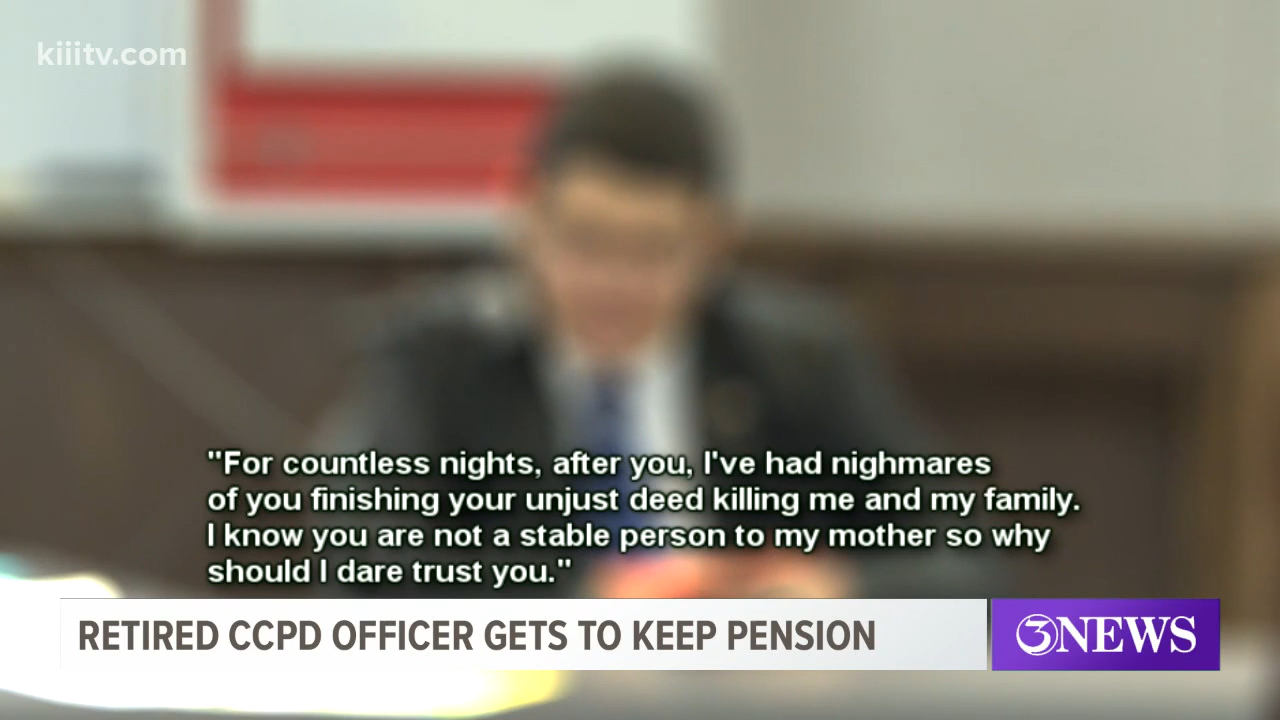 kiiitv.com
"For countless nights, after you, I've had nighmares
of you finishing your unjust deed killing me and my family.
I know you are not a stable person to my mother so why
should I dare trust you."
RETIRED CCPD OFFICER GETS TO KEEP PENSION
3NEWS